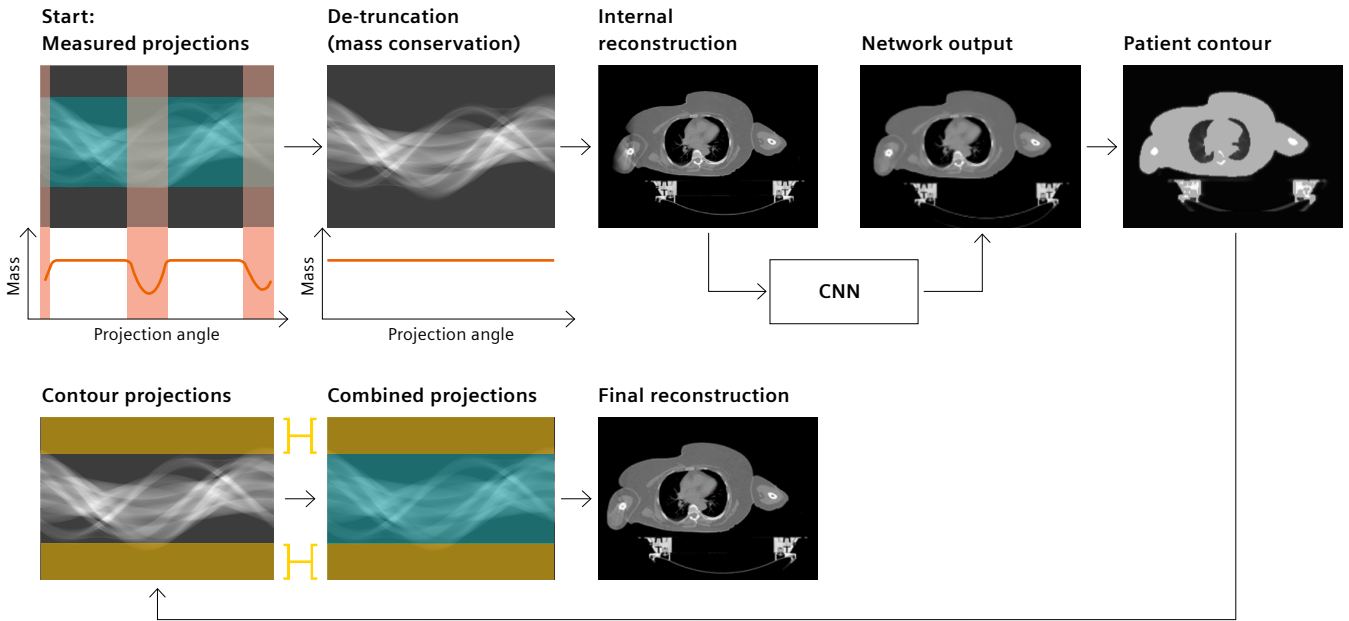 Start:
Measured projections
De-truncation
(mass conservation)
Internal
reconstruction
Network output
Patient contour
Mass
Projection angle
Mass
Projection angle
CNN
Contour projections
Combined projections
Final reconstruction